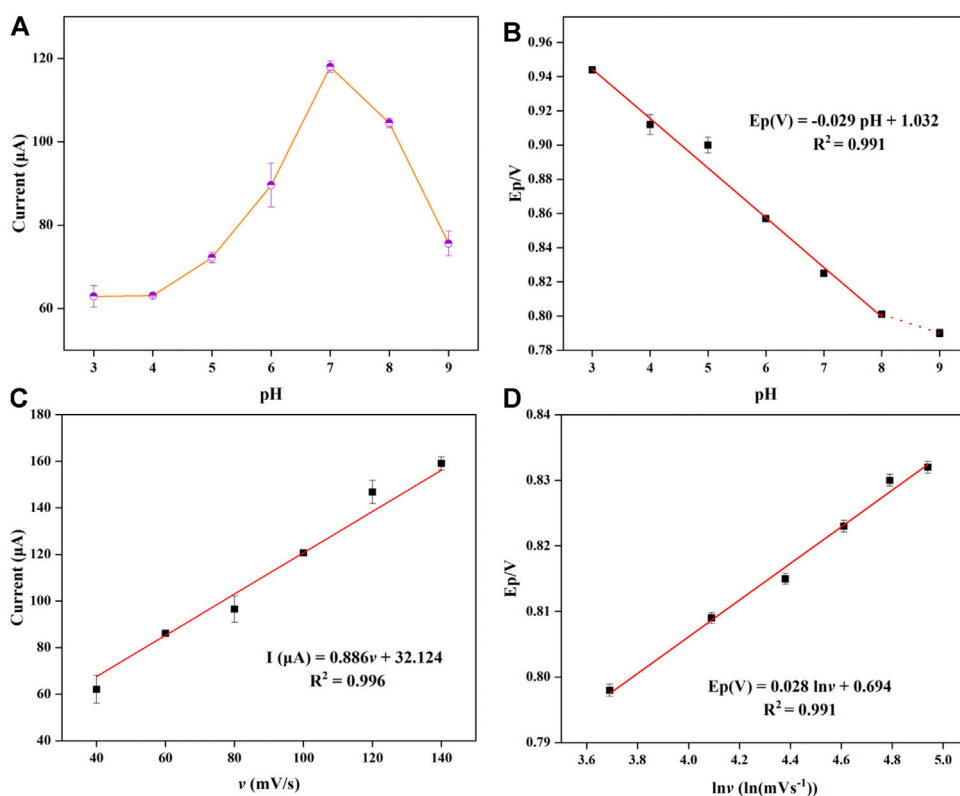 A
Current (μA)
120
100
80
60
3 4 5 6 7 8 9
pH
B
Ep/V
0.96
0.94
0.92
0.90
0.88
0.86
0.84
0.82
0.80
0.78
Ep(V) = -0.029 pH + 1.032
R² = 0.991
3 4 5 6 7 8 9
pH
C
Current (μA)
180
160
140
120
100
80
60
40
I (μA) = 0.886ν + 32.124
R² = 0.996
40 60 80 100 120 140
ν (mV/s)
D
Ep/V
0.84
0.83
0.82
0.81
0.80
0.79
Ep(V) = 0.028 lnν + 0.694
R² = 0.991
3.6 3.8 4.0 4.2 4.4 4.6 4.8 5.0
lnν (ln(mVs⁻¹))